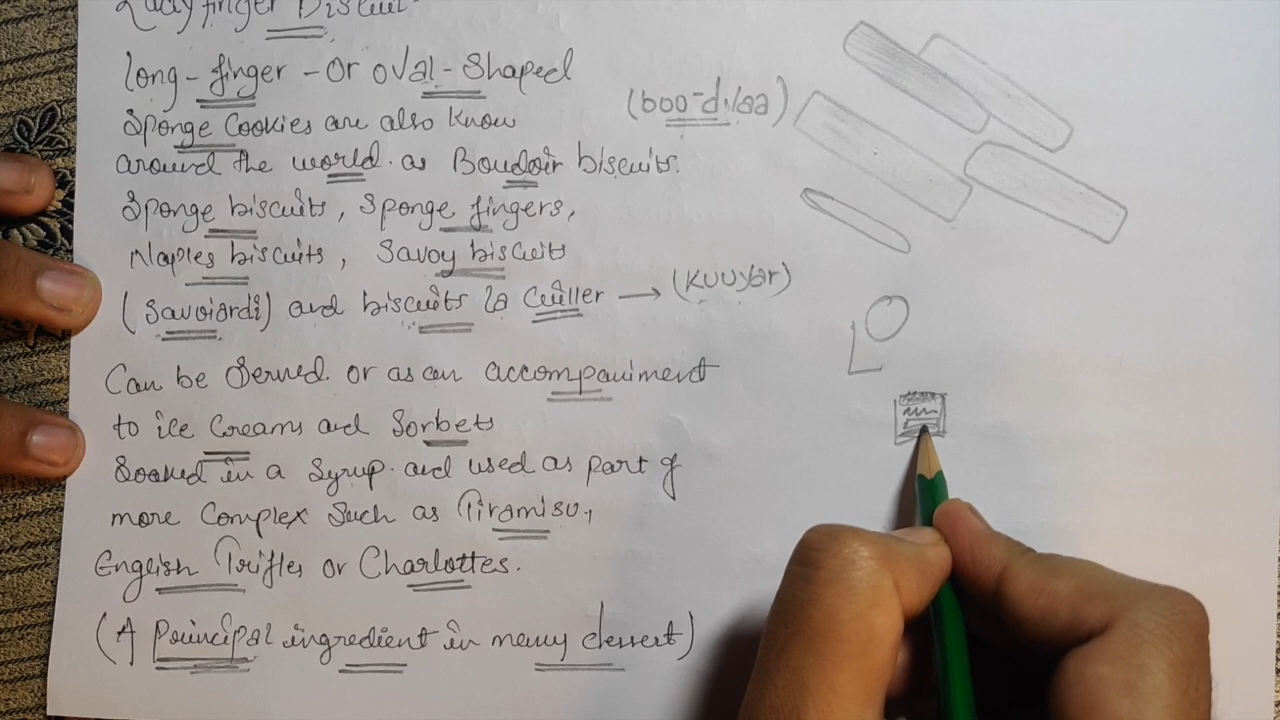 Ladyfinger Biscuit
long - finger - Or oval - Shaped
Sponge Cookies are also Know
around the world. as Boudoir biscuits.
(boo-d.laa)
Sponge biscuits, Sponge fingers,
Naples biscuits, Savoy biscuits
(Savoiardi) and biscuits la Cuiller → (Kuuyar)
Can be Served. or as an accompaniment
to ice Creams and Sorbets
Soaked in a Syrup. and used as part of
more Complex Such as Tiramisu,
English Trifles or Charlottes.
(A Principal ingredient in many dessert)